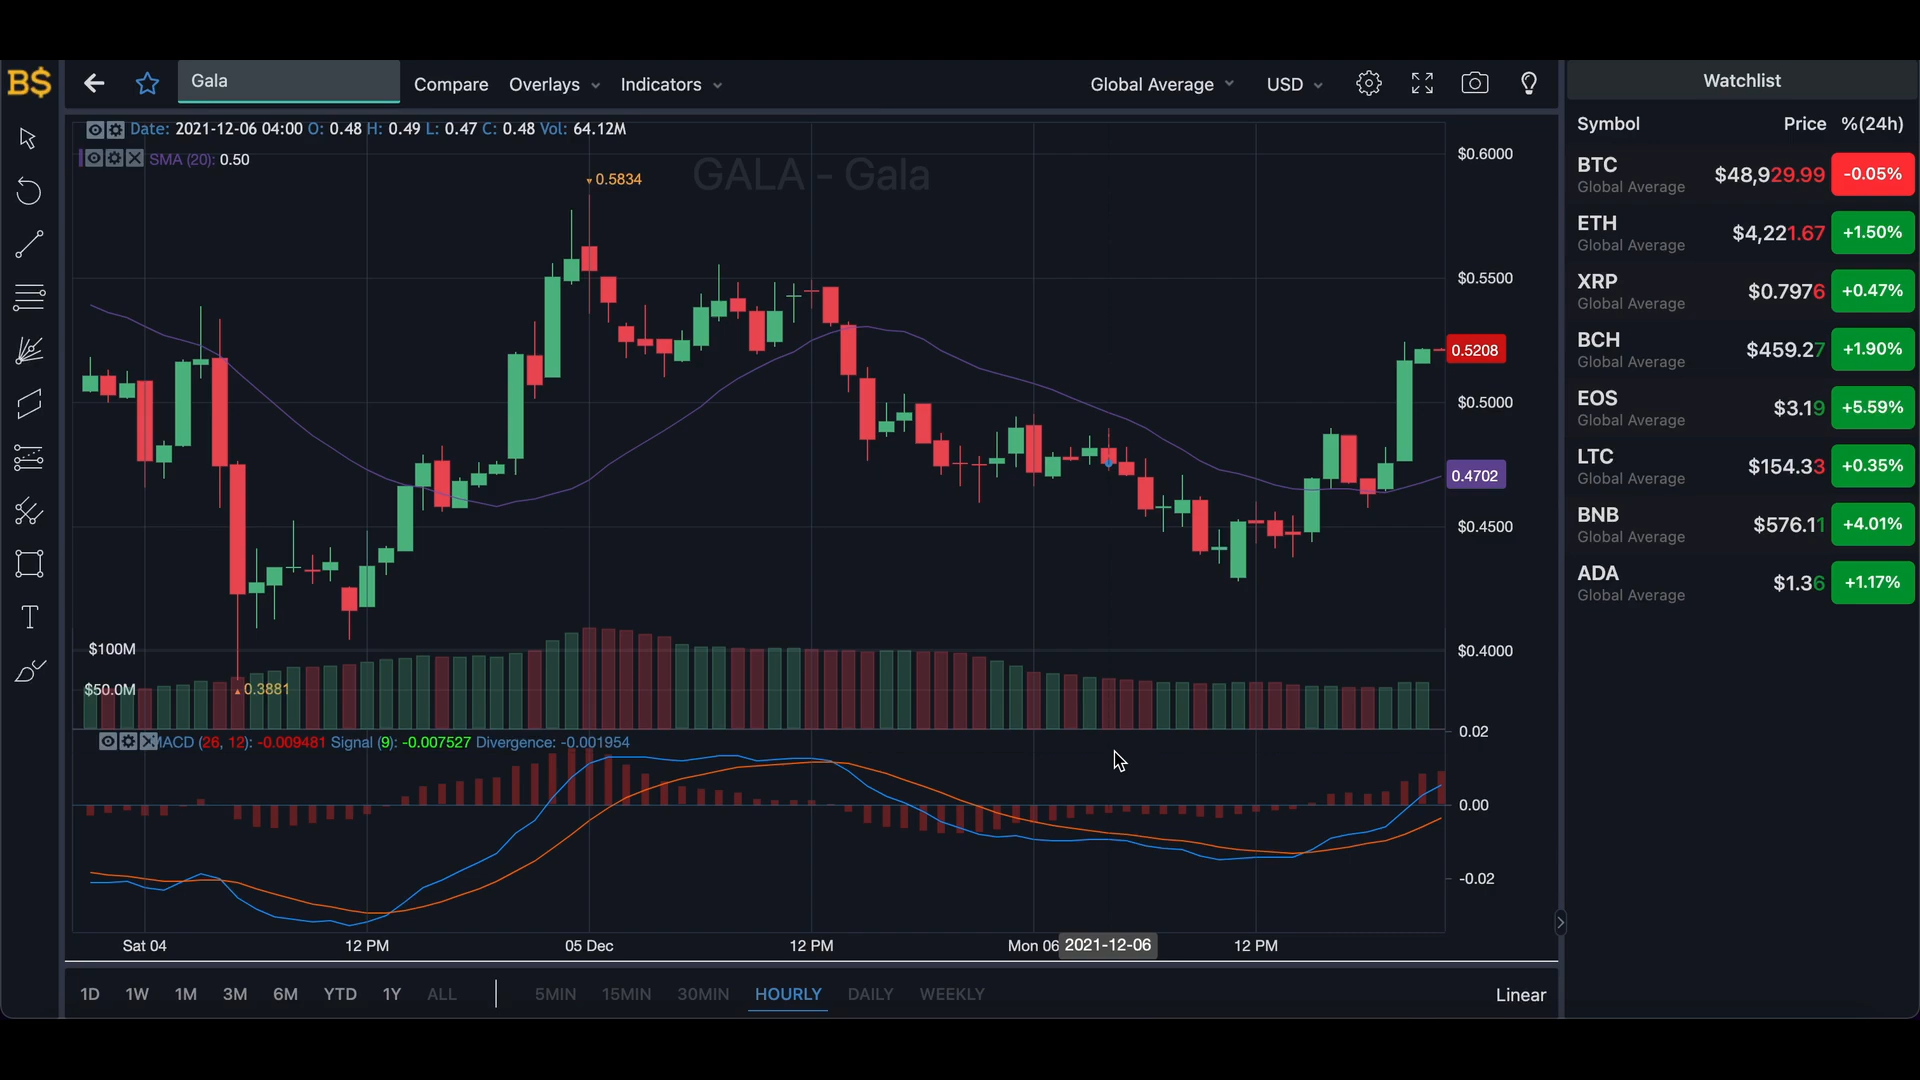 B$
Gala
Compare Overlays Indicators
Global Average USD
Date: 2021-12-06 04:00 O: 0.48 H: 0.49 L: 0.47 C: 0.48 Vol: 64.12M
SMA (20): 0.50
GALA - Gala
0.5834
0.3881
$100M
$50.0M
$0.6000
$0.5500
0.5208
$0.5000
0.4702
$0.4500
$0.4000
MACD (26, 12): -0.009481 Signal (9): -0.007527 Divergence: -0.001954
0.02
0.00
-0.02
Sat 04 12 PM 05 Dec 12 PM Mon 06 2021-12-06 12 PM
1D 1W 1M 3M 6M YTD 1Y ALL 5MIN 15MIN 30MIN HOURLY DAILY WEEKLY Linear
Watchlist
Symbol Price %(24h)
BTC $48,929.99 -0.05%
Global Average
ETH $4,221.67 +1.50%
Global Average
XRP $0.7976 +0.47%
Global Average
BCH $459.27 +1.90%
Global Average
EOS $3.19 +5.59%
Global Average
LTC $154.33 +0.35%
Global Average
BNB $576.11 +4.01%
Global Average
ADA $1.36 +1.17%
Global Average